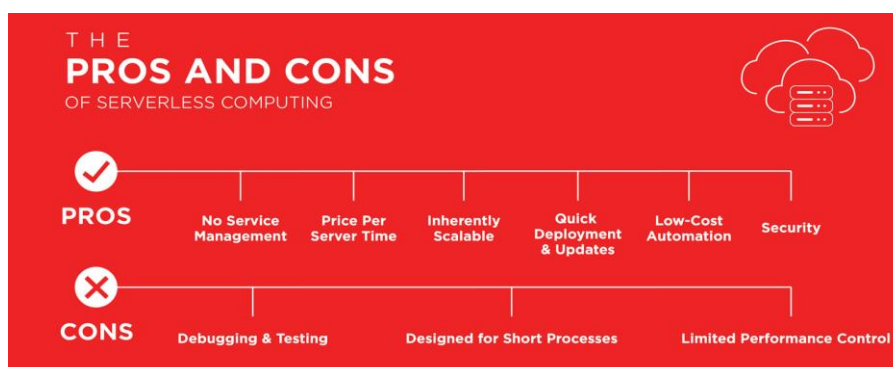 THE
PROS AND CONS
OF SERVERLESS COMPUTING
PROS
No Service
Management
Price Per
Server Time
Inherently
Scalable
Quick
Deployment
& Updates
Low-Cost
Automation
Security
CONS
Debugging & Testing
Designed for Short Processes
Limited Performance Control